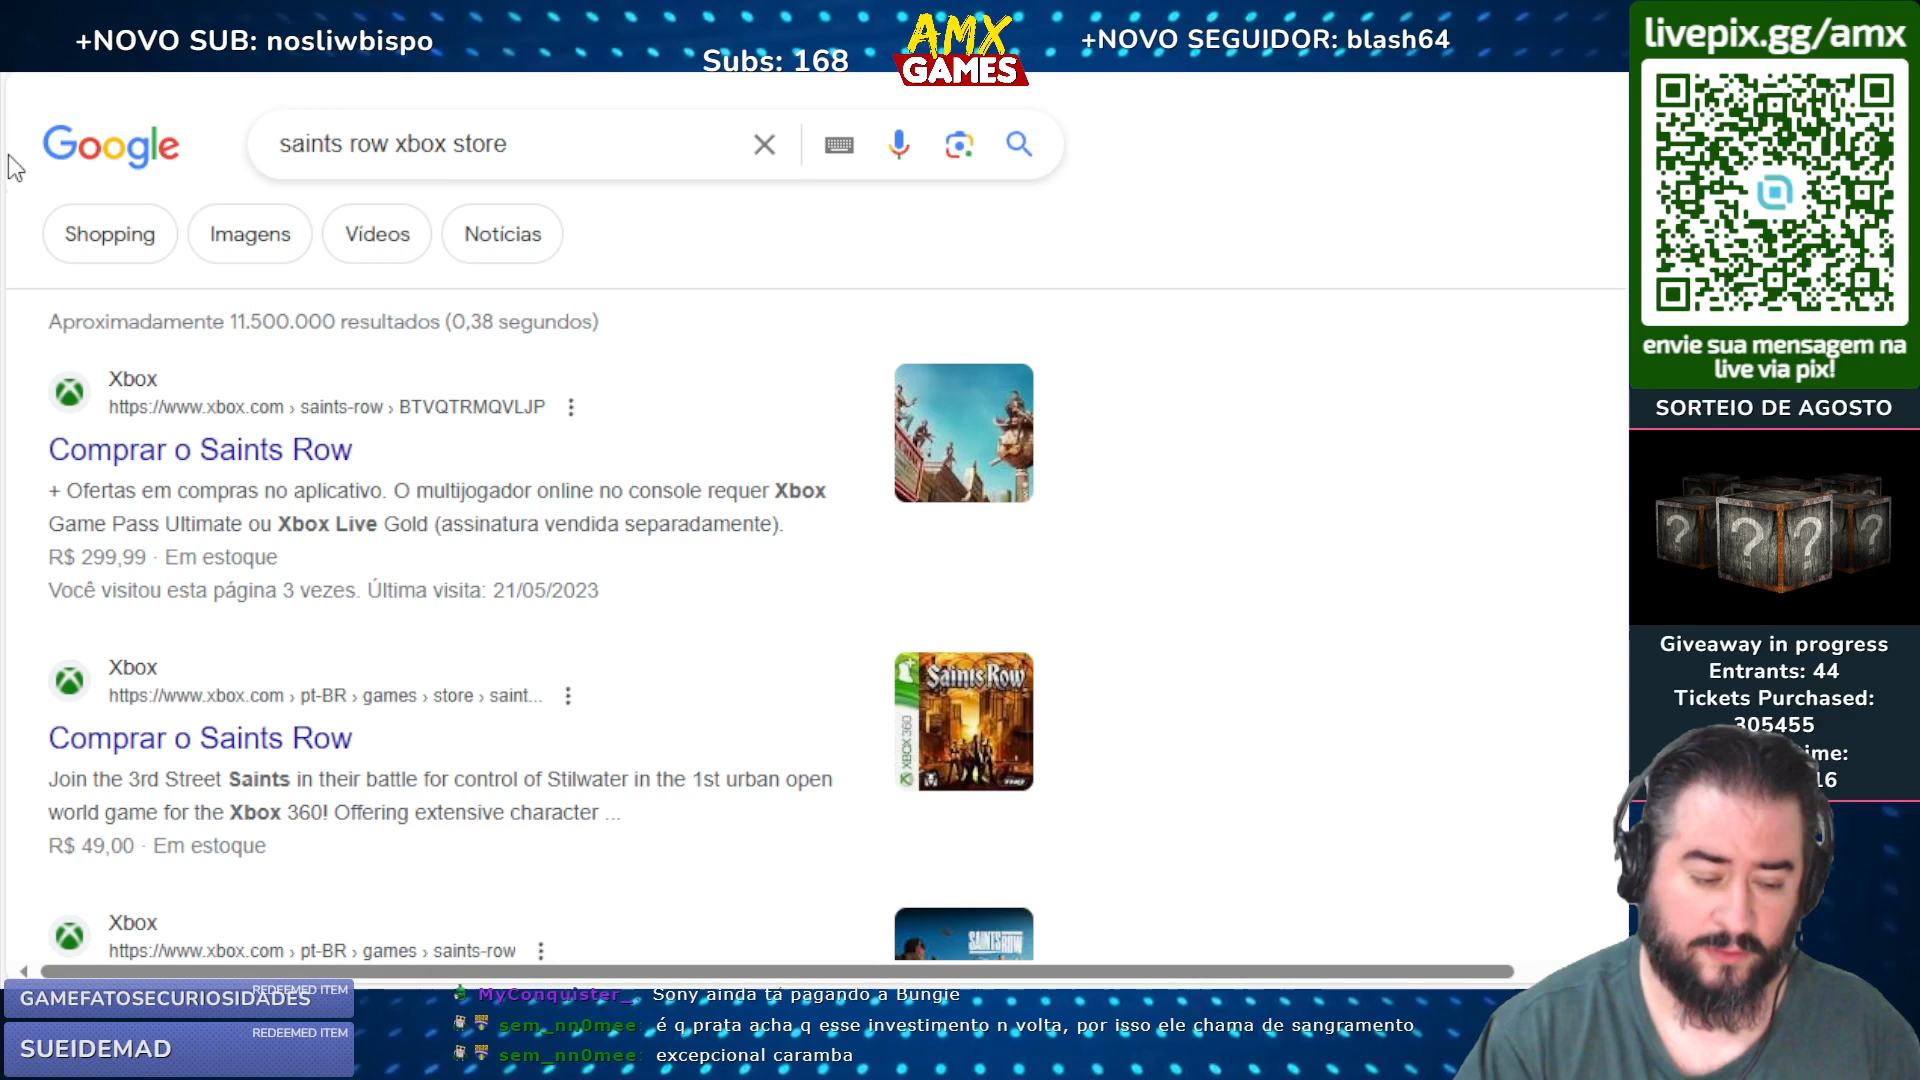 +NOVO SUB: nosliwbispo
Subs: 168
AMX
GAMES
+NOVO SEGUIDOR: blash64
livepix.gg/amx
envie sua mensagem na
live via pix!
SORTEIO DE AGOSTO
? ? ? ?
Giveaway in progress
Entrants: 44
Tickets Purchased:
305455
ime:
16
Google
saints row xbox store
Shopping
Imagens
Vídeos
Notícias
Aproximadamente 11.500.000 resultados (0,38 segundos)
Xbox
https://www.xbox.com › saints-row › BTVQTRMQVLJP
Comprar o Saints Row
+ Ofertas em compras no aplicativo. O multijogador online no console requer Xbox
Game Pass Ultimate ou Xbox Live Gold (assinatura vendida separadamente).
R$ 299,99 · Em estoque
Você visitou esta página 3 vezes. Última visita: 21/05/2023
Xbox
https://www.xbox.com › pt-BR › games › store › saint...
Comprar o Saints Row
Join the 3rd Street Saints in their battle for control of Stilwater in the 1st urban open
world game for the Xbox 360! Offering extensive character ...
R$ 49,00 · Em estoque
Saints Row
XBOX 360
THQ
Xbox
https://www.xbox.com › pt-BR › games › saints-row
SAINTS ROW
REDEEMED ITEM
GAMEFATOSECURIOSIDADES
REDEEMED ITEM
SUEIDEMAD
MyConquister_: Sony ainda tá pagando a Bungie
sem_nn0mee: é q prata acha q esse investimento n volta, por isso ele chama de sangramento
sem_nn0mee: excepcional caramba